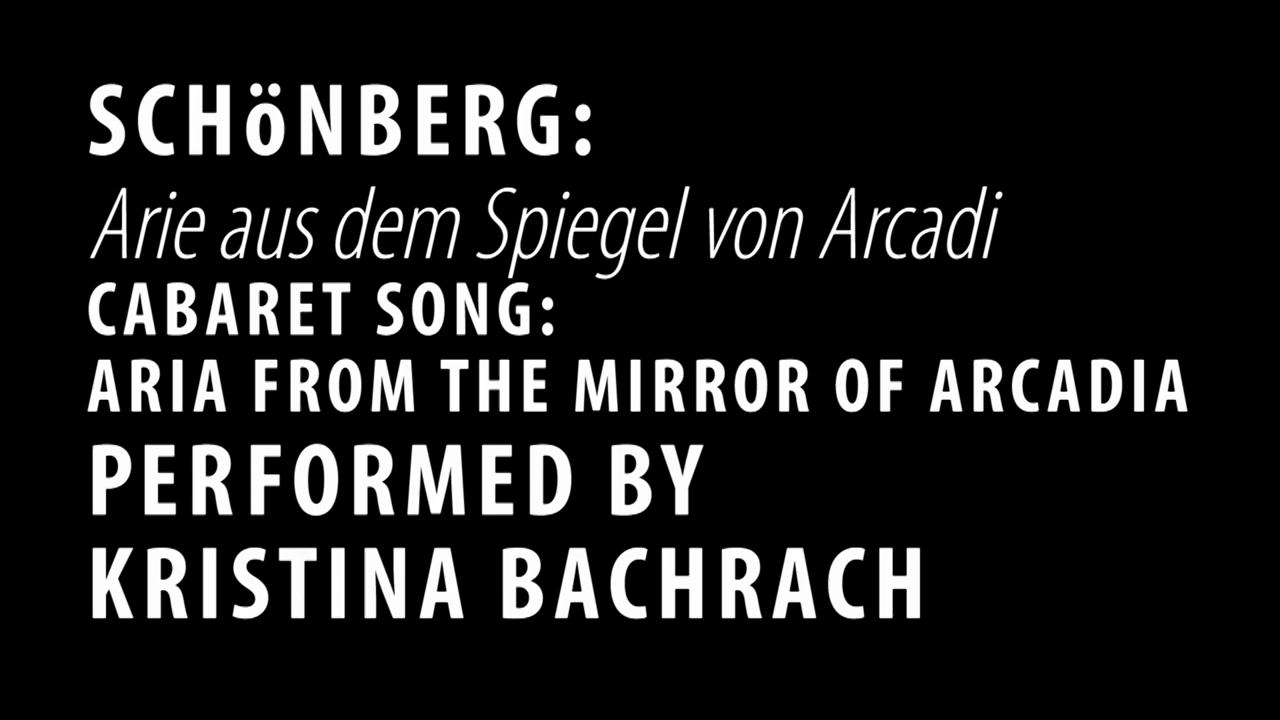 SCHöNBERG:
Arie aus dem Spiegel von Arcadi
CABARET SONG:
ARIA FROM THE MIRROR OF ARCADIA
PERFORMED BY
KRISTINA BACHRACH